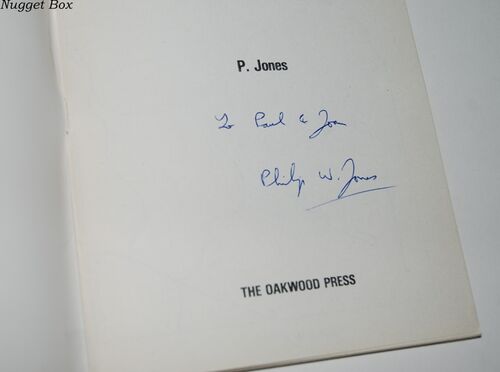 Nugget Box
P. Jones
To Paul & Joan
Philip W. Jones
THE OAKWOOD PRESS